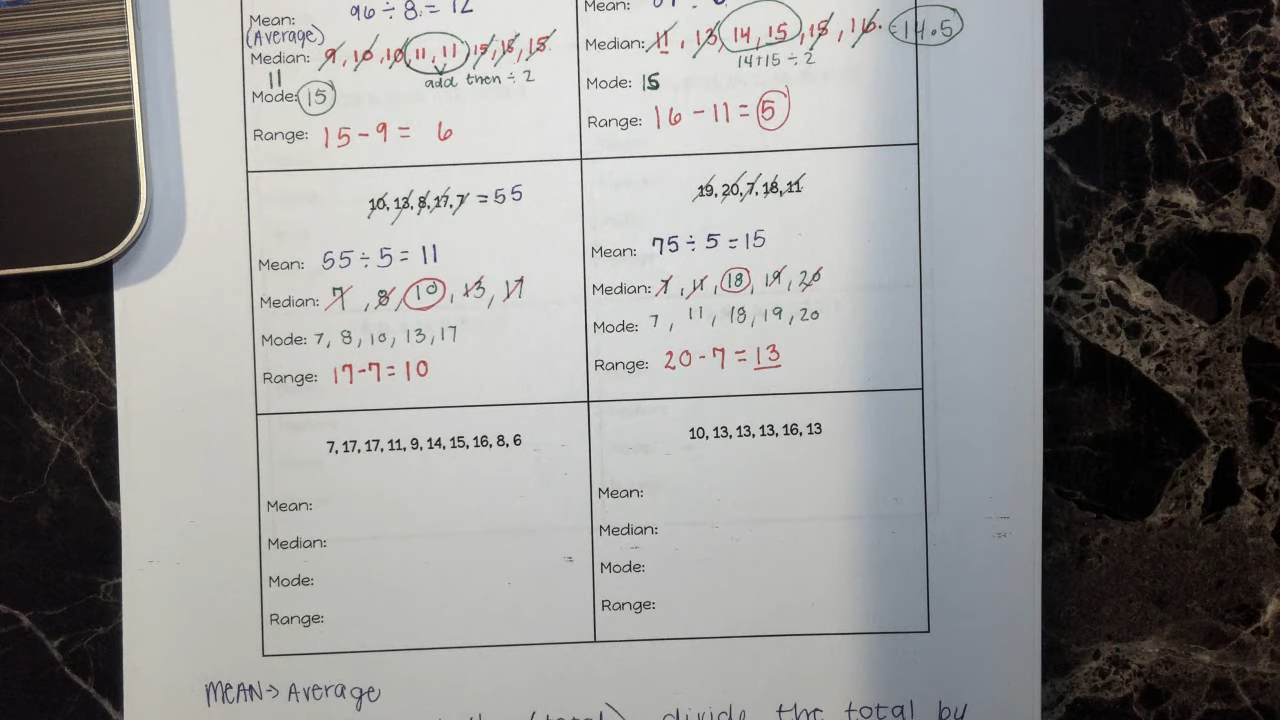 96 ÷ 8 = 12
Mean:
(Average)
Median: 9, 10, 10, 11, 11, 15, 15, 15
add then ÷ 2
11
Mode: 15
Range: 15 - 9 = 6
Mean:
Median: 11, 13, 14, 15, 15, 16. = 14.5
14+15 ÷ 2
Mode: 15
Range: 16 - 11 = 5
10, 13, 8, 17, 7 = 55
Mean: 55 ÷ 5 = 11
Median: 7, 8, 10, 13, 17
Mode: 7, 8, 10, 13, 17
Range: 17-7 = 10
19, 20, 7, 18, 11
Mean: 75 ÷ 5 = 15
Median: 7, 11, 18, 19, 20
Mode: 7, 11, 18, 19, 20
Range: 20 - 7 = 13
7, 17, 17, 11, 9, 14, 15, 16, 8, 6
Mean:
Median:
Mode:
Range:
10, 13, 13, 13, 16, 13
Mean:
Median:
Mode:
Range:
MEAN → Average
(total) divide the total by